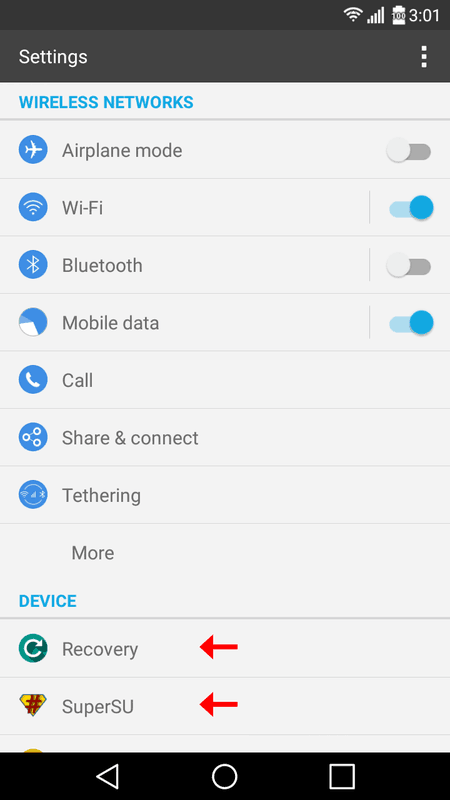 100 3:01
Settings
WIRELESS NETWORKS
Airplane mode
Wi-Fi
Bluetooth
Mobile data
Call
Share & connect
Tethering
More
DEVICE
Recovery
#
SuperSU